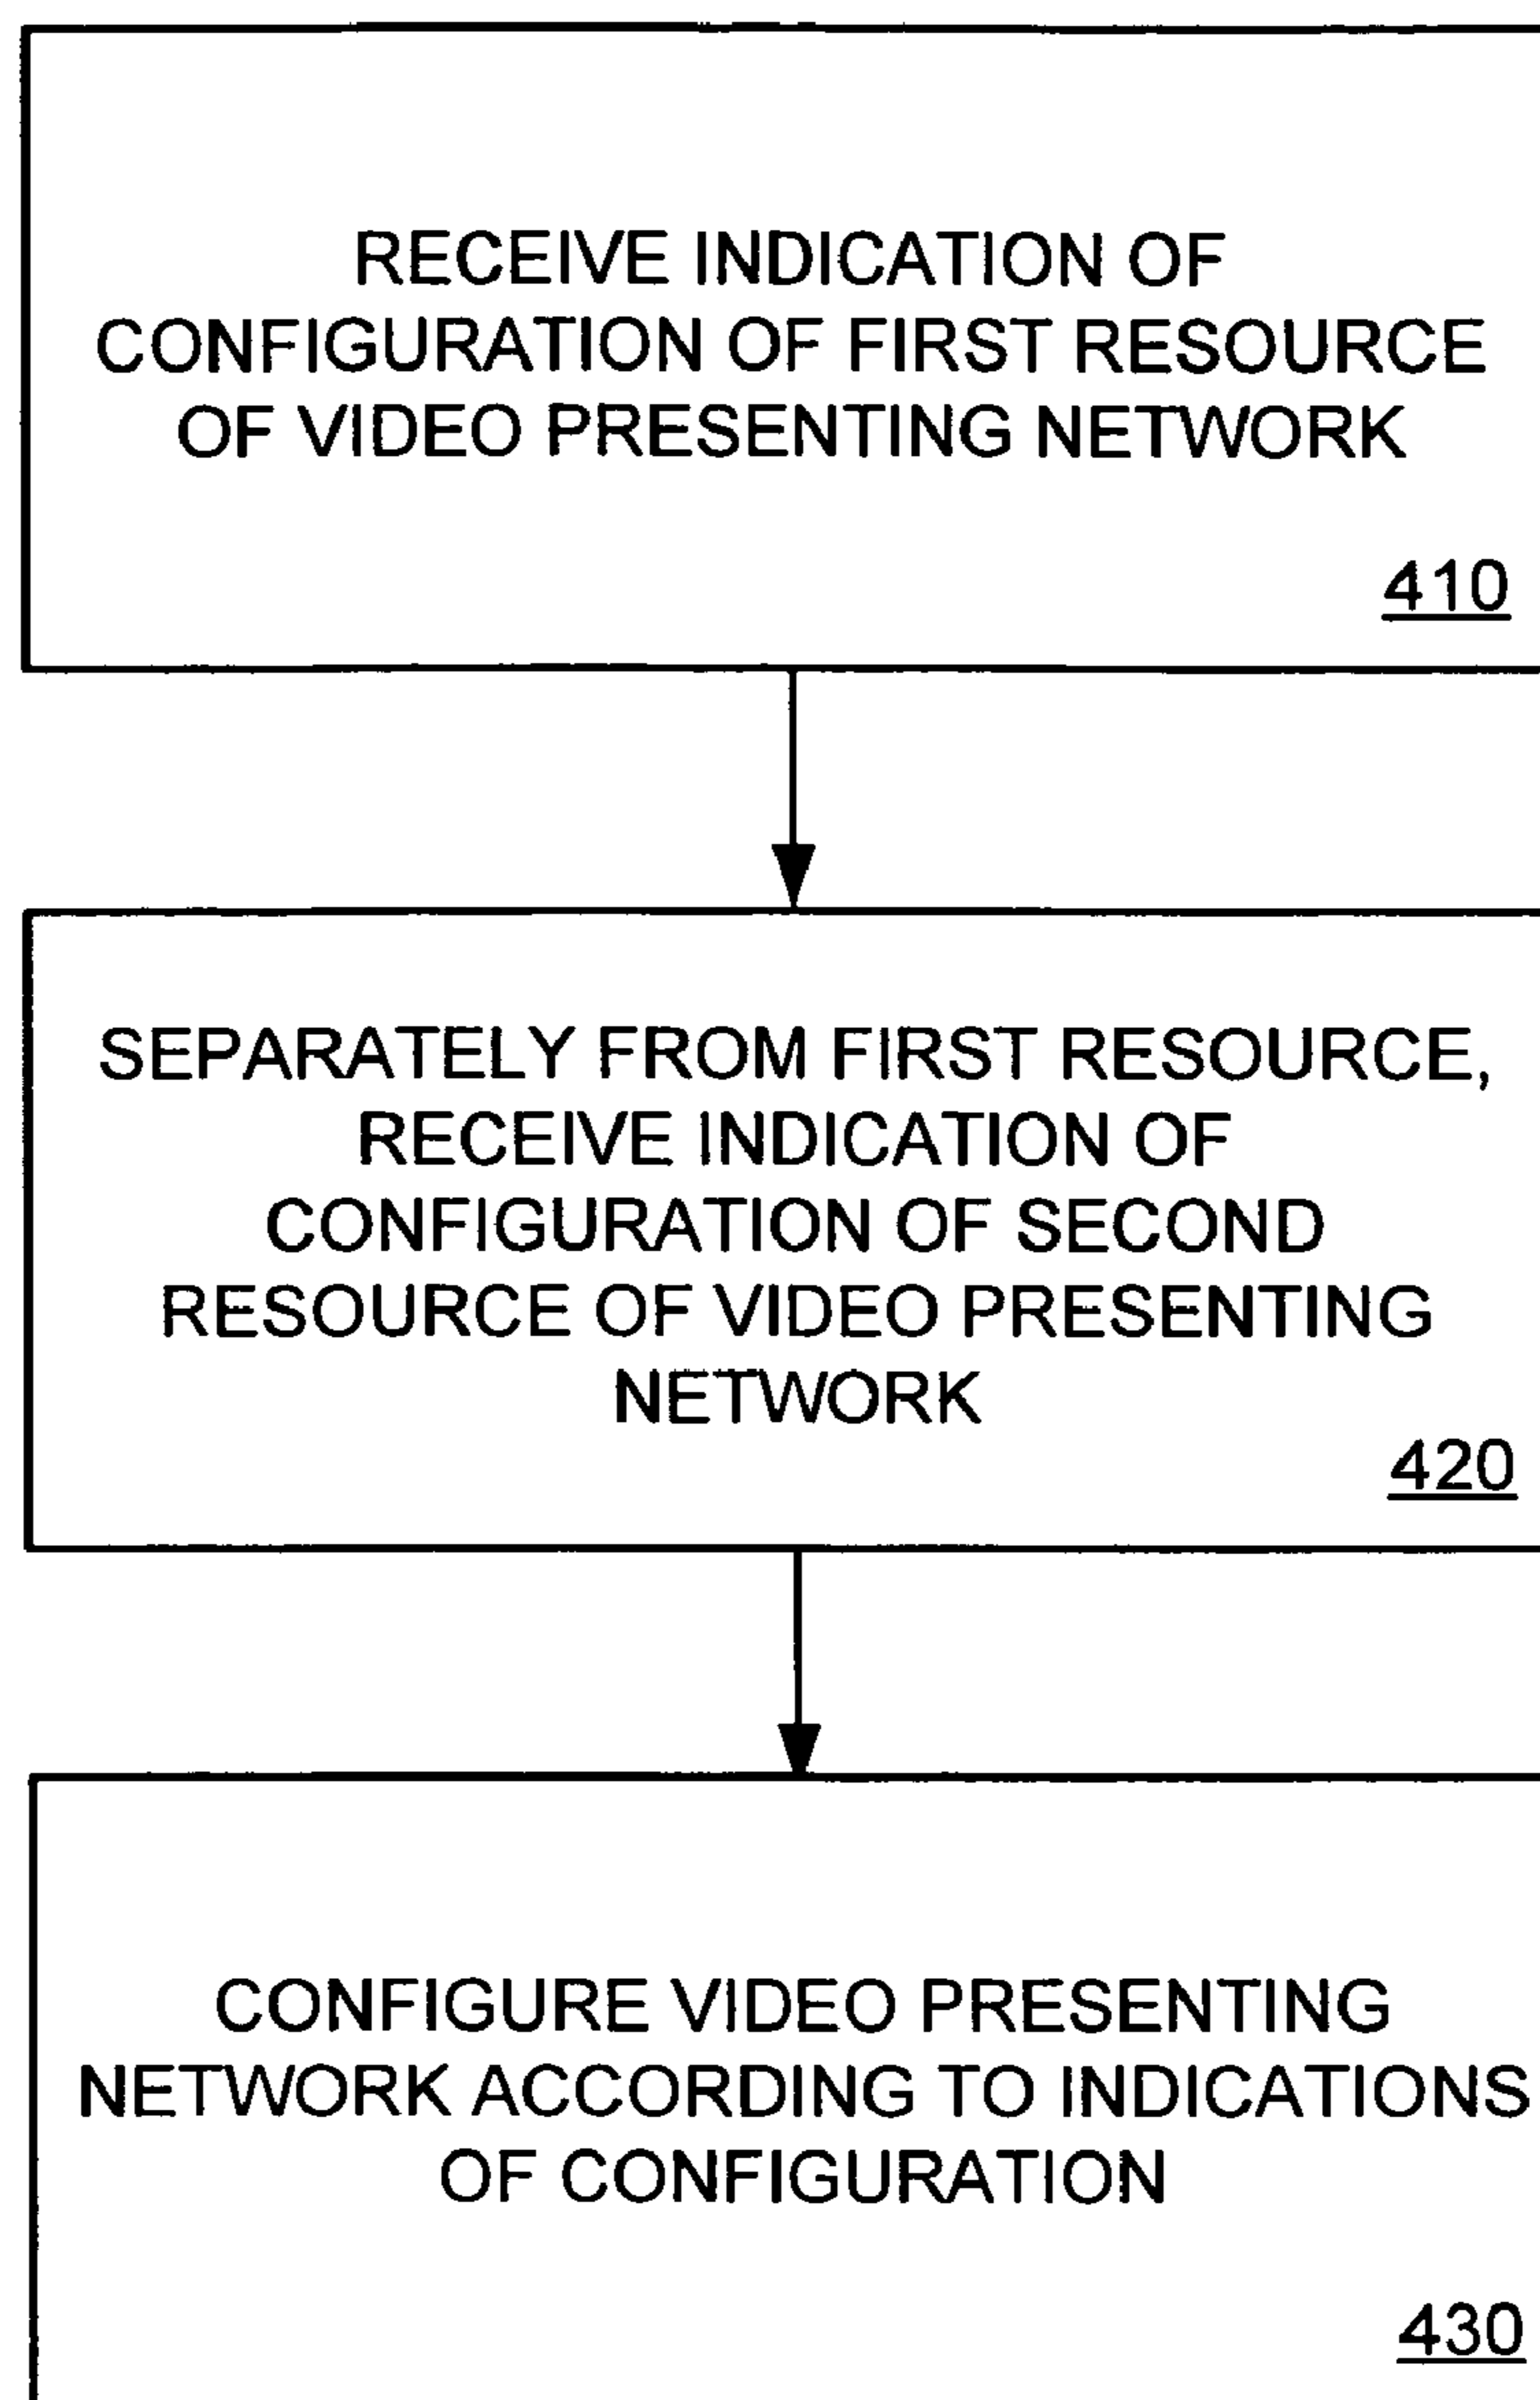 RECEIVE INDICATION OF
CONFIGURATION OF FIRST RESOURCE
OF VIDEO PRESENTING NETWORK
410
SEPARATELY FROM FIRST RESOURCE,
RECEIVE INDICATION OF
CONFIGURATION OF SECOND
RESOURCE OF VIDEO PRESENTING
NETWORK
420
CONFIGURE VIDEO PRESENTING
NETWORK ACCORDING TO INDICATIONS
OF CONFIGURATION
430